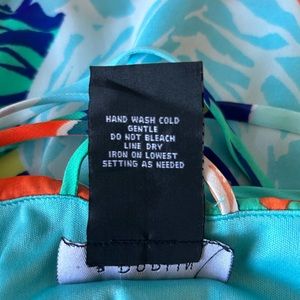 HAND WASH COLD
GENTLE
DO NOT BLEACH
LINE DRY
IRON ON LOWEST
SETTING AS NEEDED